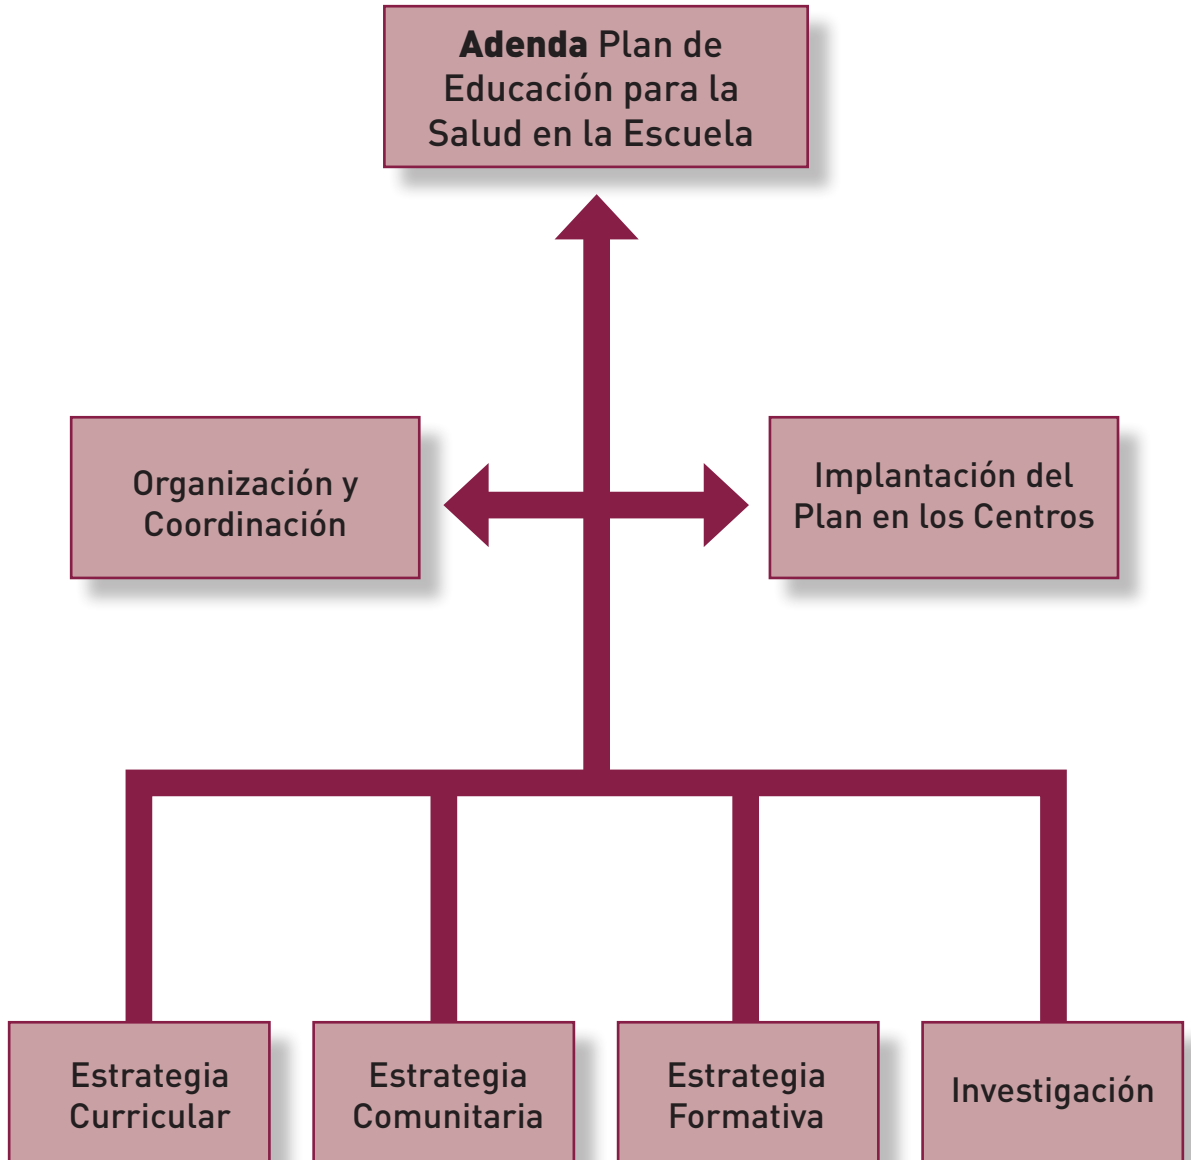 Adenda Plan de
Educación para la
Salud en la Escuela
Organización y
Coordinación
Implantación del
Plan en los Centros
Estrategia
Curricular
Estrategia
Comunitaria
Estrategia
Formativa
Investigación